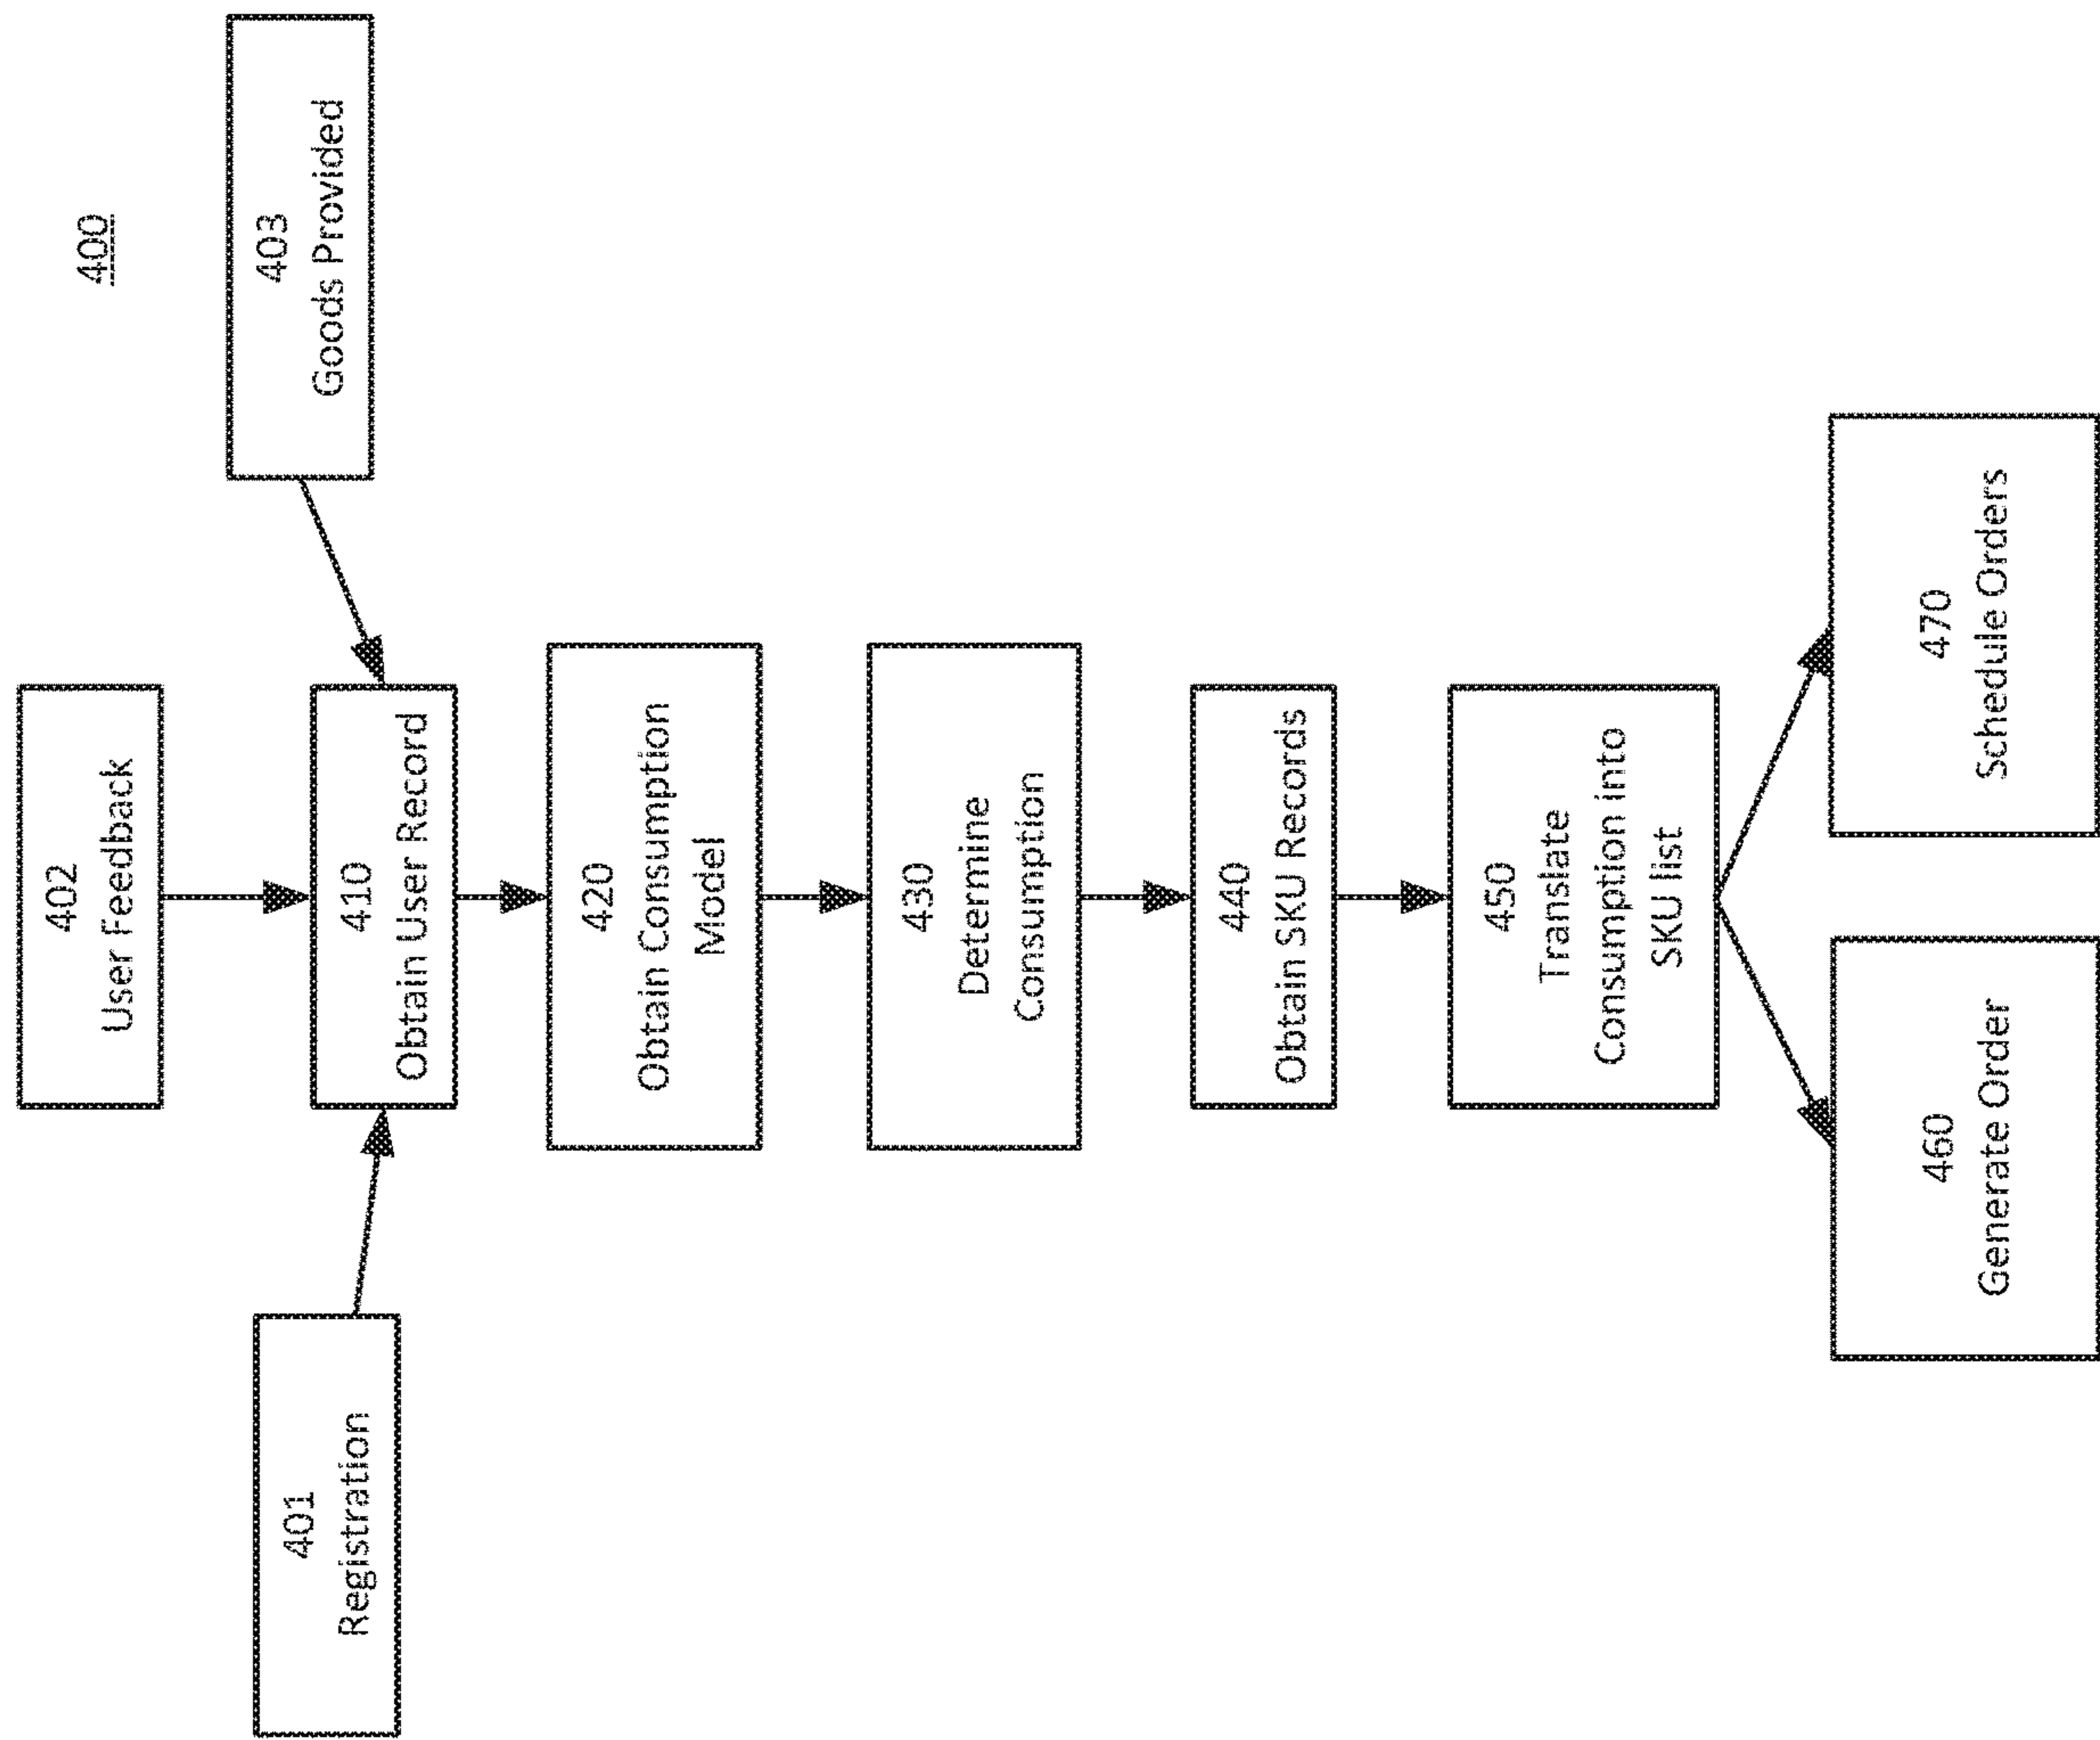 400
402
User Feedback
401
Registration
403
Goods Provided
410
Obtain User Record
420
Obtain Consumption
Model
430
Determine
Consumption
440
Obtain SKU Records
450
Translate
Consumption into
SKU list
460
Generate Order
470
Schedule Orders